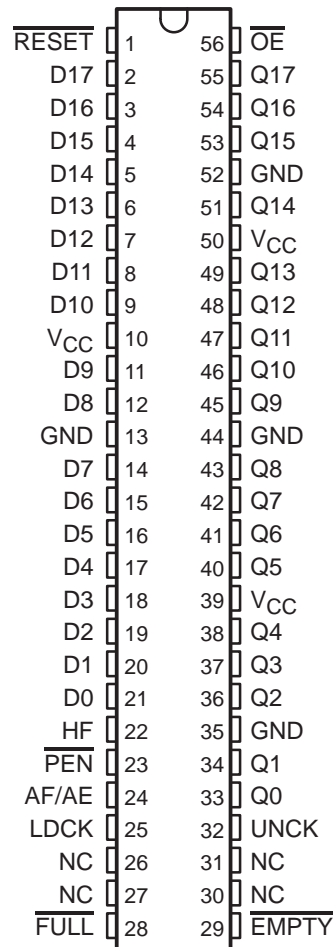 RESET 1 56 OE
D17 2 55 Q17
D16 3 54 Q16
D15 4 53 Q15
D14 5 52 GND
D13 6 51 Q14
D12 7 50 VCC
D11 8 49 Q13
D10 9 48 Q12
VCC 10 47 Q11
D9 11 46 Q10
D8 12 45 Q9
GND 13 44 GND
D7 14 43 Q8
D6 15 42 Q7
D5 16 41 Q6
D4 17 40 Q5
D3 18 39 VCC
D2 19 38 Q4
D1 20 37 Q3
D0 21 36 Q2
HF 22 35 GND
PEN 23 34 Q1
AF/AE 24 33 Q0
LDCK 25 32 UNCK
NC 26 31 NC
NC 27 30 NC
FULL 28 29 EMPTY